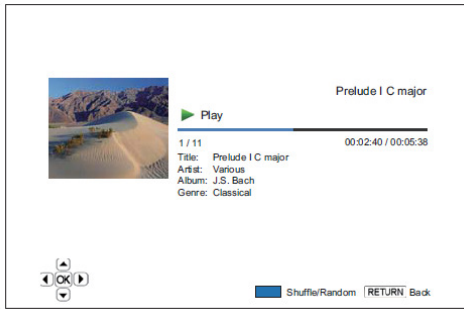 Prelude I C major
Play
1 / 11 00:02:40 / 00:05:38
Title: Prelude I C major
Artist: Various
Album: J.S. Bach
Genre: Classical
OK
Shuffle/Random RETURN Back